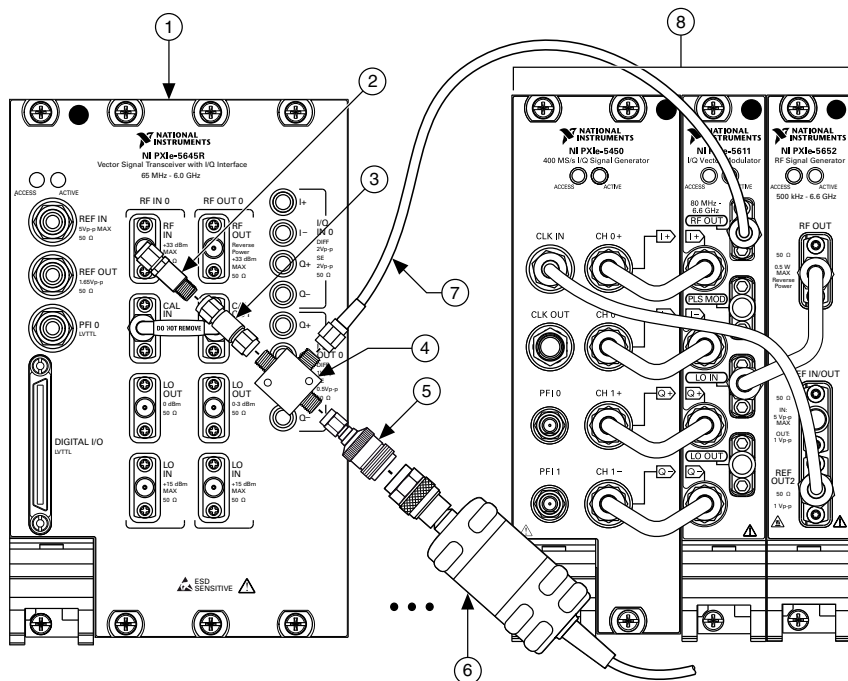 1
2
3
4
5
6
7
8
NATIONAL
INSTRUMENTS
NI PXIe-5645R
Vector Signal Transceiver with I/Q Interface
65 MHz - 6.0 GHz
ACCESS
ACTIVE
REF IN
5Vp-p MAX
50 Ω
REF OUT
1.65Vp-p
50 Ω
PFI 0
LVTTL
DIGITAL I/O
LVTTL
RF IN 0
RF OUT 0
RF
IN
+33 dBm
MAX
RF
OUT
Reverse
Power
+33 dBm
MAX
50 Ω
CAL
IN
DO NOT REMOVE
LO
OUT
0 dBm
50 Ω
LO
OUT
0-3 dBm
50 Ω
LO
IN
+15 dBm
MAX
50 Ω
LO
IN
+15 dBm
MAX
50 Ω
I+
I–
Q+
Q–
I/Q
IN 0
DIFF
2Vp-p
SE
2Vp-p
50 Ω
Q+
OUT 0
DIFF
SE
0.5Vp-p
50 Ω
Q–
ESD
SENSITIVE
NATIONAL
INSTRUMENTS
NI PXIe-5450
400 MS/s I/Q Signal Generator
ACCESS
ACTIVE
CLK IN
CLK OUT
PFI 0
PFI 1
CH 0+
CH 0
CH 1+
CH 1–
I+
Q+
Q–
NATIONAL
INSTRUMENTS
NI PXIe-5611
I/Q Vector Modulator
ACCESS
ACTIVE
80 MHz -
6.6 GHz
RF OUT
I+
PLS MOD
I–
LO IN
Q+
LO OUT
Q–
NATIONAL
INSTRUMENTS
NI PXIe-5652
RF Signal Generator
500 kHz - 6.6 GHz
ACCESS
ACTIVE
RF OUT
50 Ω
0.5 W
MAX
Reverse
Power
REF IN/OUT
50 Ω
IN:
5 Vp-p
MAX
OUT:
1 Vp-p
REF
OUT2
50 Ω
1 Vp-p